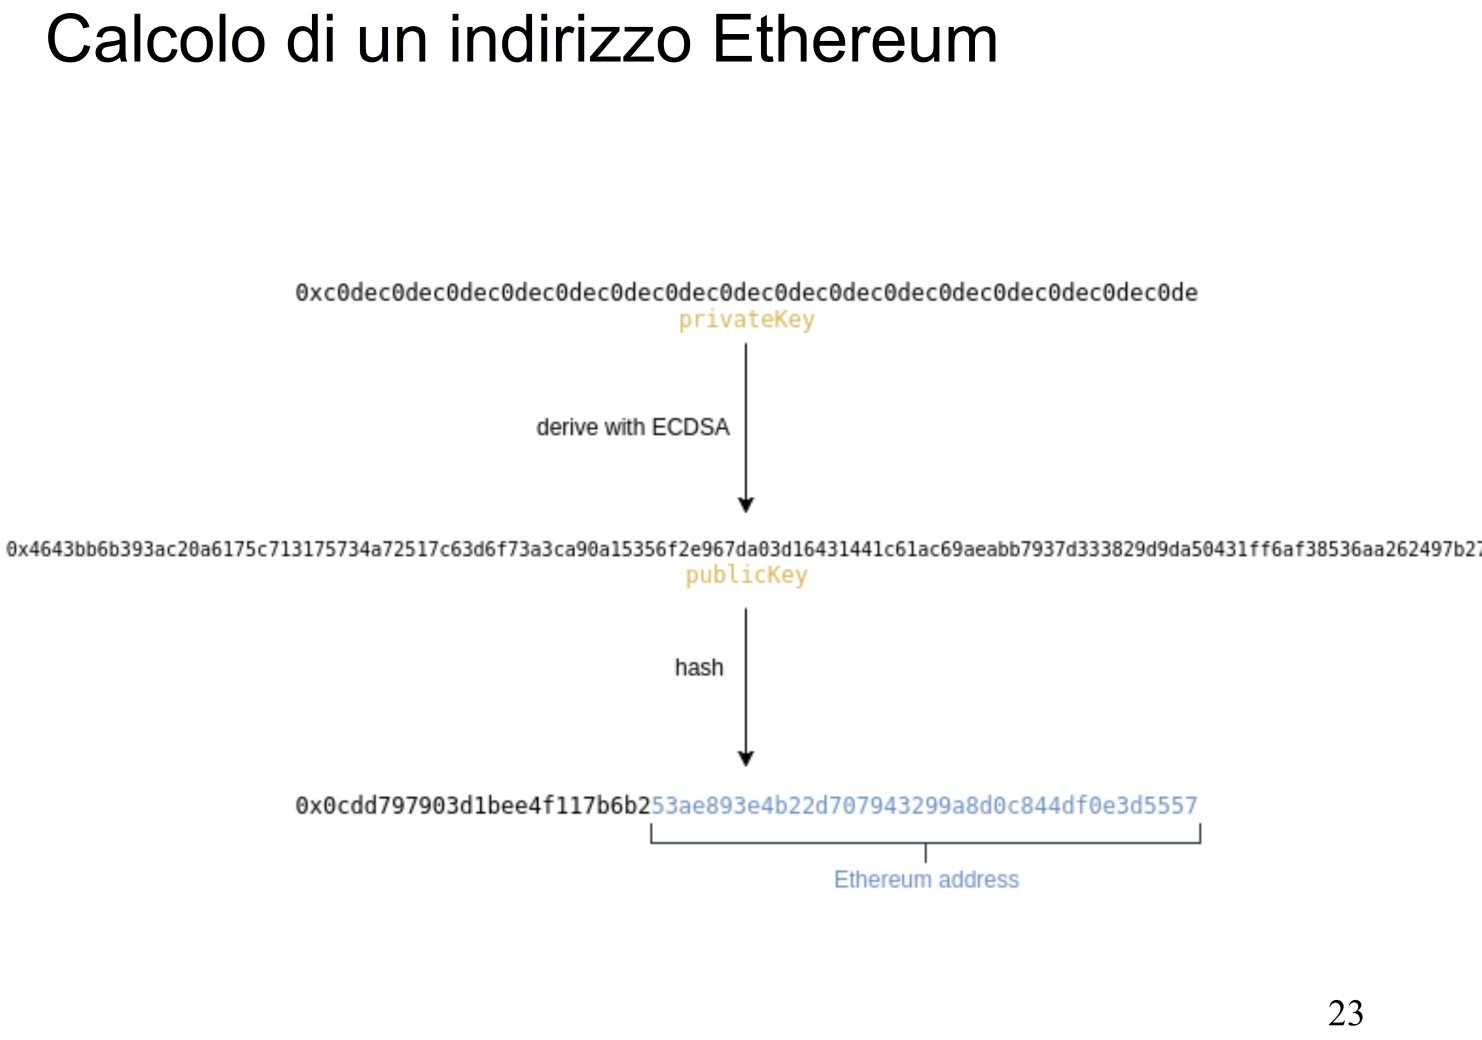 Calcolo di un indirizzo Ethereum
0xc0dec0dec0dec0dec0dec0dec0dec0dec0dec0dec0dec0dec0dec0dec0dec0de
privateKey
derive with ECDSA
0x4643bb6b393ac20a6175c713175734a72517c63d6f73a3ca90a15356f2e967da03d16431441c61ac69aeabb7937d333829d9da50431ff6af38536aa262497b27
publicKey
hash
0x0cdd797903d1bee4f117b6b253ae893e4b22d707943299a8d0c844df0e3d5557
Ethereum address
23